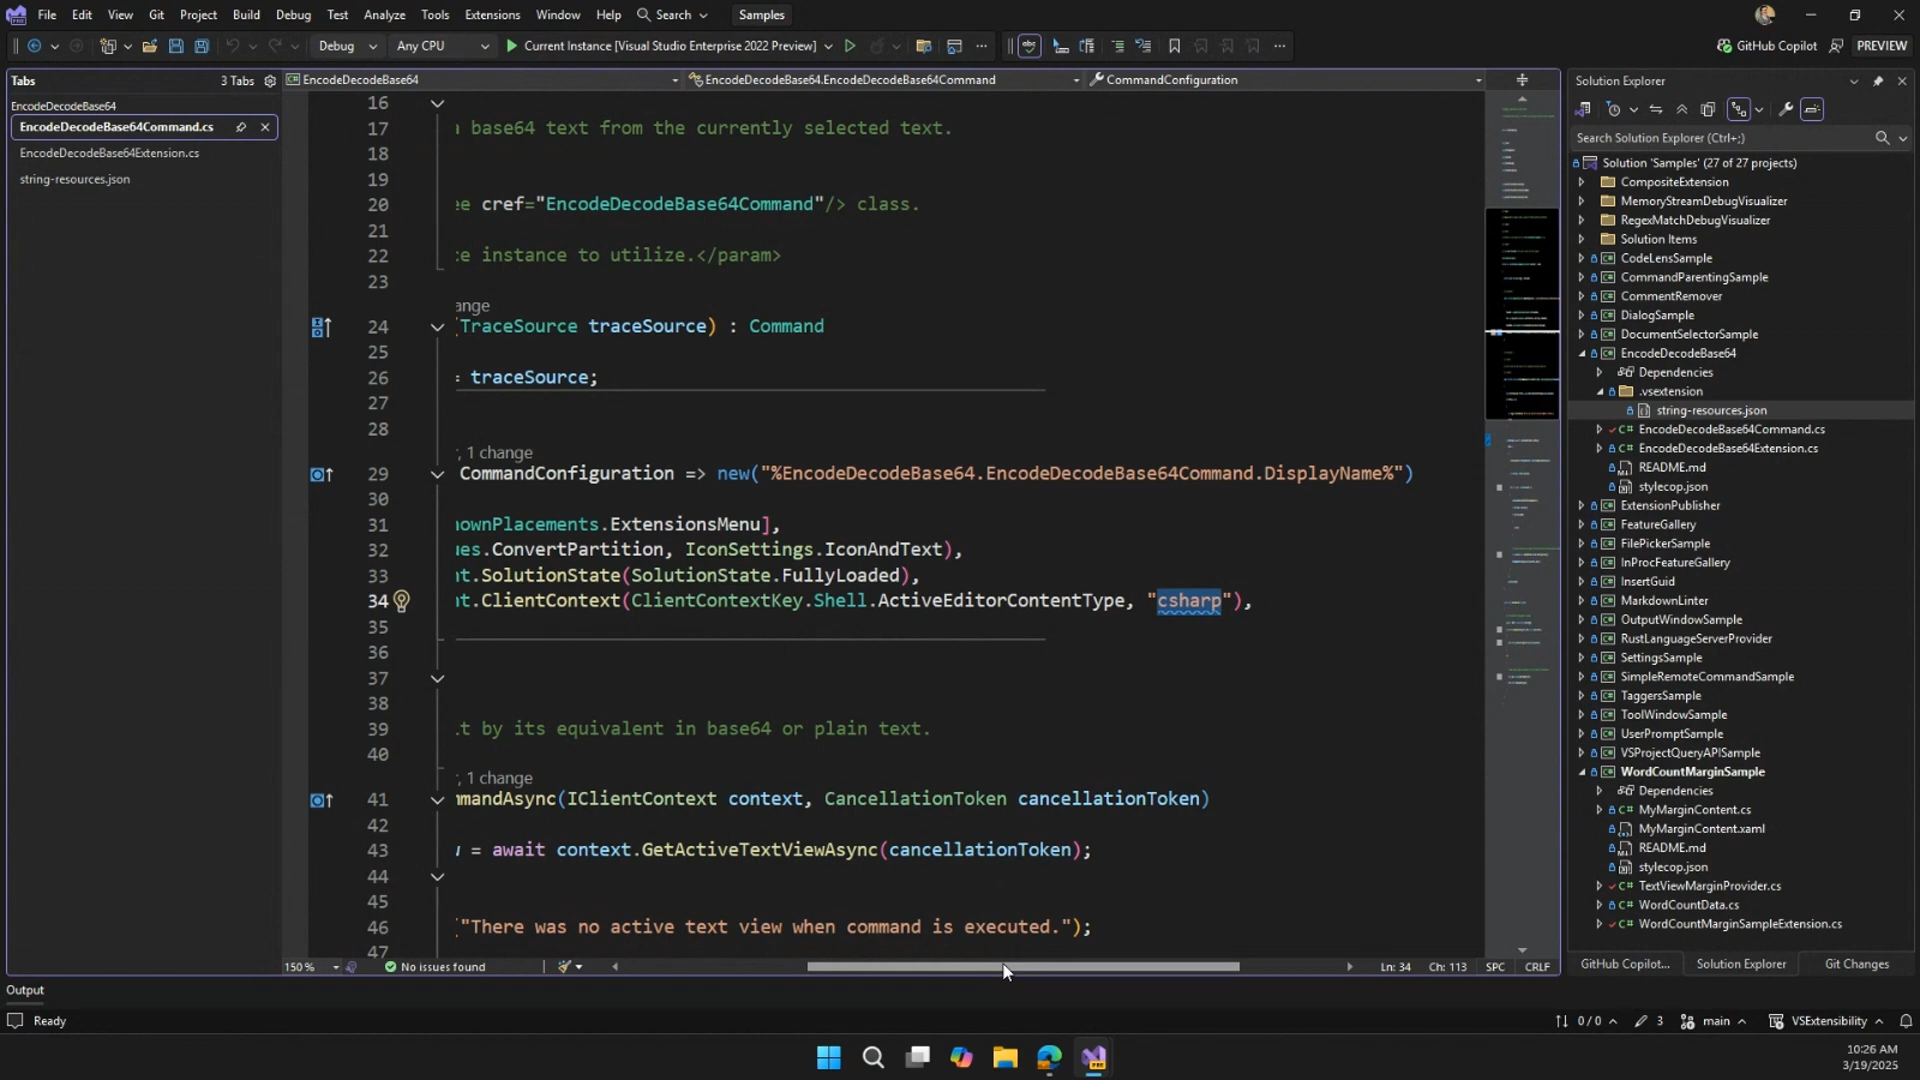 File Edit View Git Project Build Debug Test Analyze Tools Extensions Window Help Search Samples
Debug Any CPU Current Instance [Visual Studio Enterprise 2022 Preview] GitHub Copilot PREVIEW
Tabs 3 Tabs
EncodeDecodeBase64
EncodeDecodeBase64Command.cs
EncodeDecodeBase64Extension.cs
string-resources.json
EncodeDecodeBase64 EncodeDecodeBase64.EncodeDecodeBase64Command CommandConfiguration
16
17 a base64 text from the currently selected text.
18
19
20 ee cref="EncodeDecodeBase64Command"/> class.
21
22 ce instance to utilize.</param>
23
ange
24 (TraceSource traceSource) : Command
25
26 = traceSource;
27
28
, 1 change
29 CommandConfiguration => new("%EncodeDecodeBase64.EncodeDecodeBase64Command.DisplayName%")
30
31 nownPlacements.ExtensionsMenu],
32 ues.ConvertPartition, IconSettings.IconAndText),
33 nt.SolutionState(SolutionState.FullyLoaded),
34 nt.ClientContext(ClientContextKey.Shell.ActiveEditorContentType, "csharp"),
35
36
37
38
39 t by its equivalent in base64 or plain text.
40
, 1 change
41 mmandAsync(IClientContext context, CancellationToken cancellationToken)
42
43 = await context.GetActiveTextViewAsync(cancellationToken);
44
45
46 ("There was no active text view when command is executed.");
47
150 % No issues found Ln: 34 Ch: 113 SPC CRLF
Solution Explorer
Search Solution Explorer (Ctrl+;)
Solution 'Samples' (27 of 27 projects)
CompositeExtension
MemoryStreamDebugVisualizer
RegexMatchDebugVisualizer
Solution Items
CodeLensSample
CommandParentingSample
CommentRemover
DialogSample
DocumentSelectorSample
EncodeDecodeBase64
Dependencies
.vsextension
string-resources.json
C# EncodeDecodeBase64Command.cs
C# EncodeDecodeBase64Extension.cs
README.md
stylecop.json
ExtensionPublisher
FeatureGallery
FilePickerSample
InProcFeatureGallery
InsertGuid
MarkdownLinter
OutputWindowSample
RustLanguageServerProvider
SettingsSample
SimpleRemoteCommandSample
TaggersSample
ToolWindowSample
UserPromptSample
VSProjectQueryAPISample
WordCountMarginSample
Dependencies
C# MyMarginContent.cs
MyMarginContent.xaml
README.md
stylecop.json
C# TextViewMarginProvider.cs
C# WordCountData.cs
C# WordCountMarginSampleExtension.cs
GitHub Copilot... Solution Explorer Git Changes
Output
Ready 0 / 0 3 main VSExtensibility
10:26 AM
3/19/2025